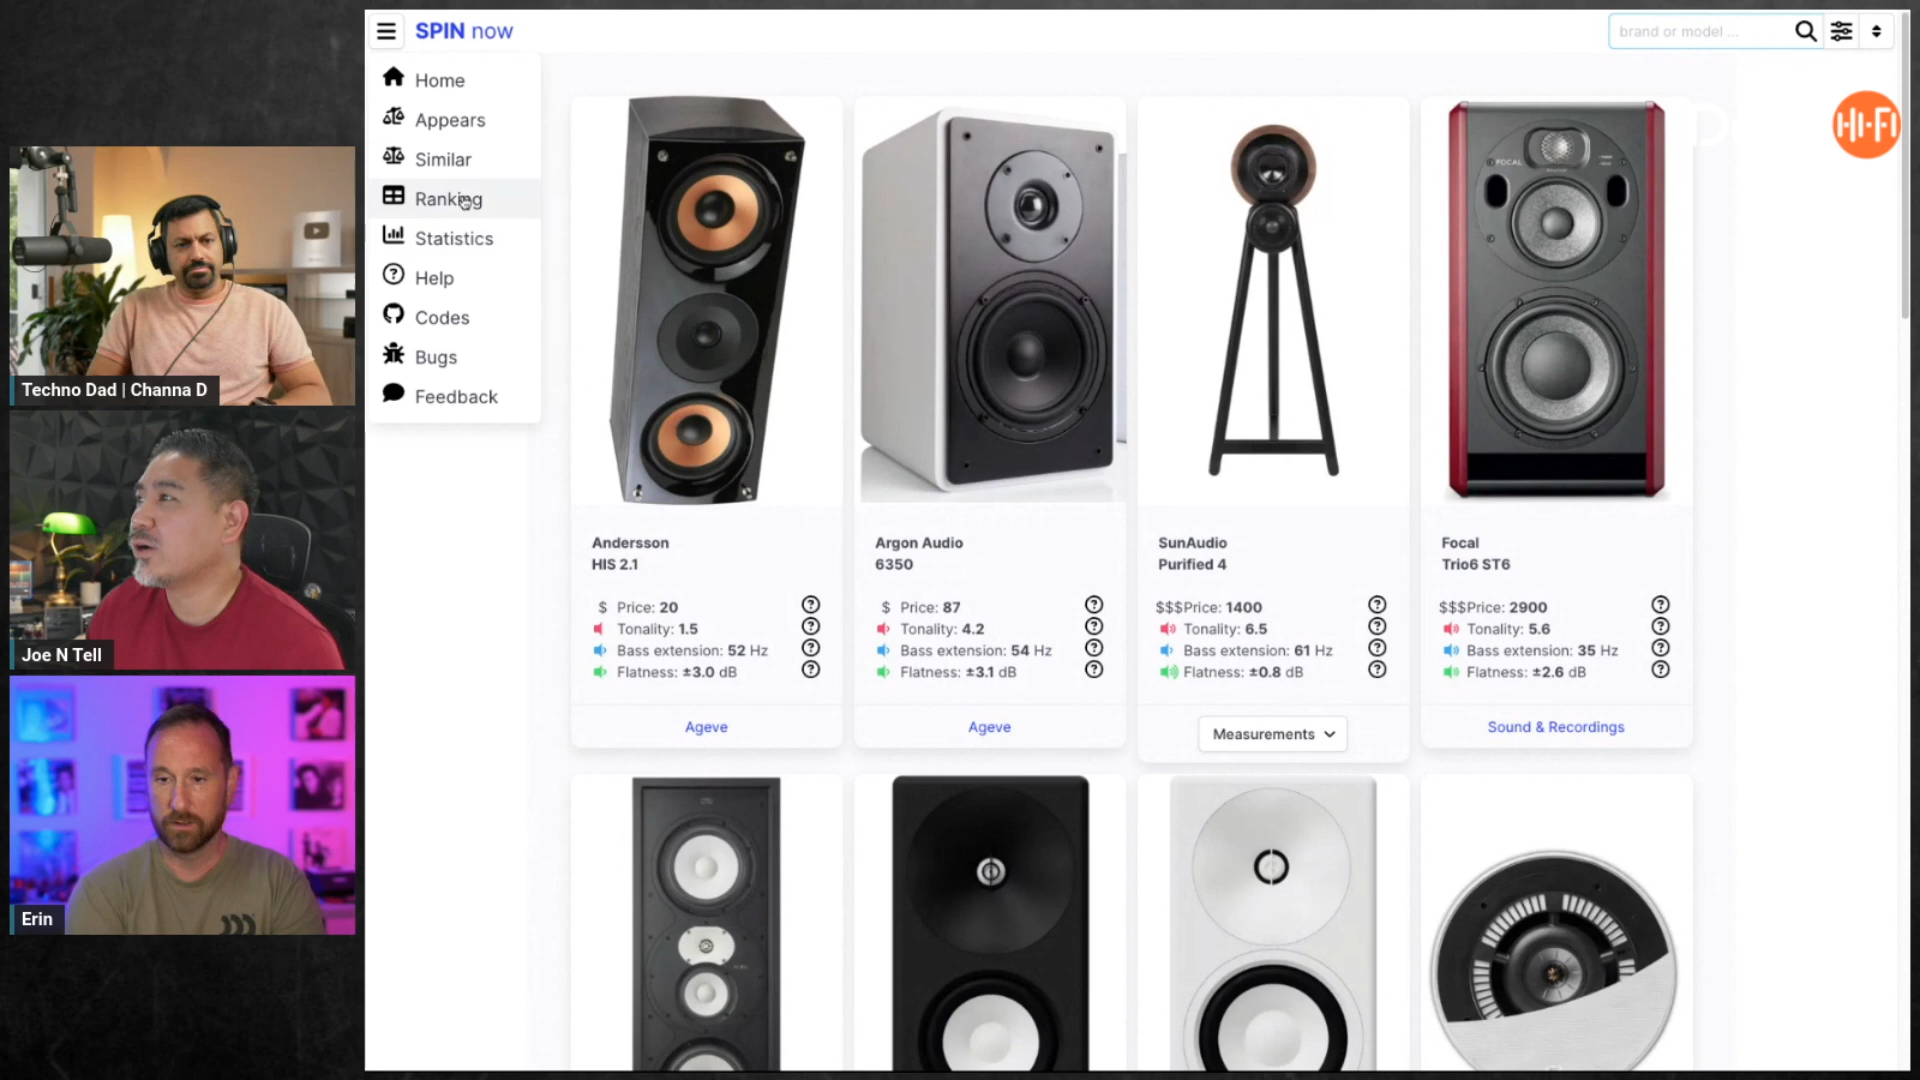 SPIN now
brand or model ...
Home
Appears
Similar
Ranking
Statistics
Help
Codes
Bugs
Feedback
HI-FI
Techno Dad | Channa D
Joe N Tell
Erin
FOCAL
Andersson
HIS 2.1
$ Price: 20
Tonality: 1.5
Bass extension: 52 Hz
Flatness: ±3.0 dB
Ageve
Argon Audio
6350
$ Price: 87
Tonality: 4.2
Bass extension: 54 Hz
Flatness: ±3.1 dB
Ageve
SunAudio
Purified 4
$$$Price: 1400
Tonality: 6.5
Bass extension: 61 Hz
Flatness: ±0.8 dB
Measurements
Focal
Trio6 ST6
$$$Price: 2900
Tonality: 5.6
Bass extension: 35 Hz
Flatness: ±2.6 dB
Sound & Recordings